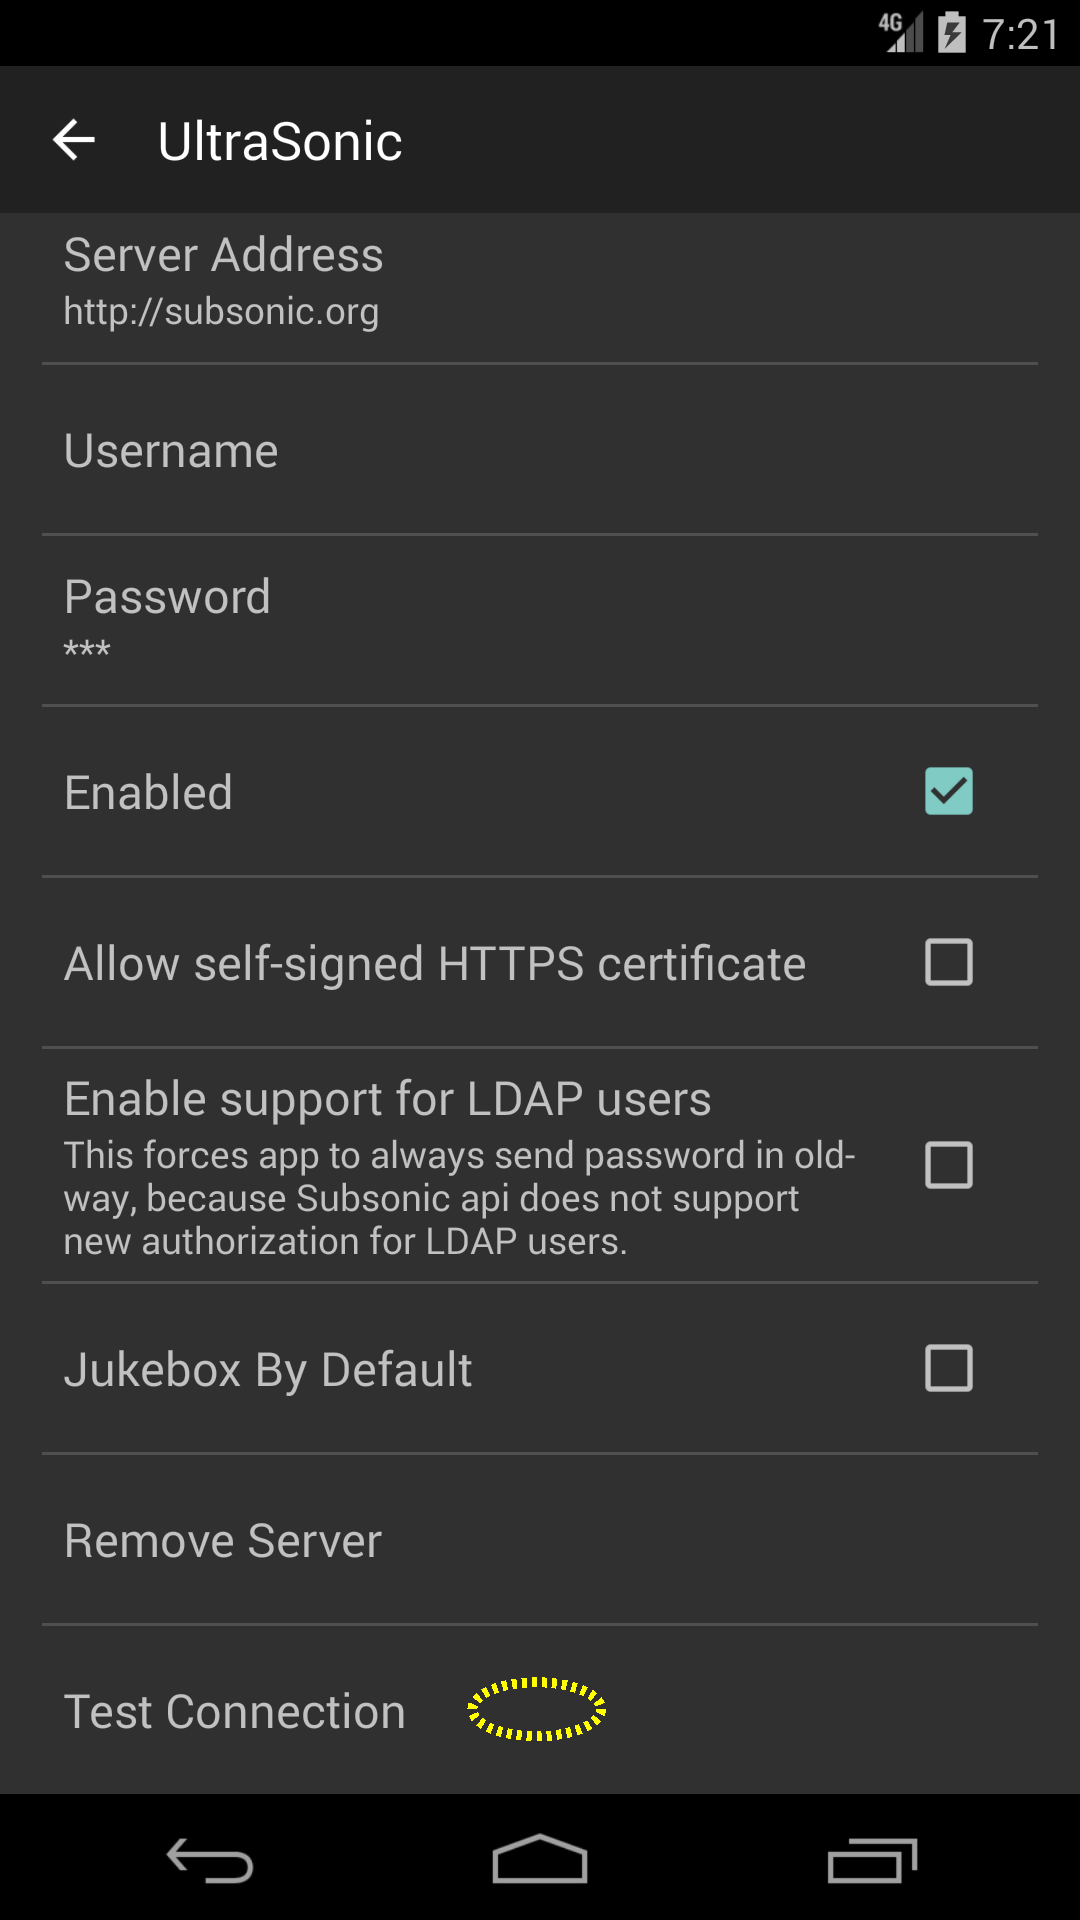 4G 7:21
UltraSonic
Server Address
http://subsonic.org
Username
Password
***
Enabled
Allow self-signed HTTPS certificate
Enable support for LDAP users
This forces app to always send password in old-
way, because Subsonic api does not support
new authorization for LDAP users.
Jukebox By Default
Remove Server
Test Connection